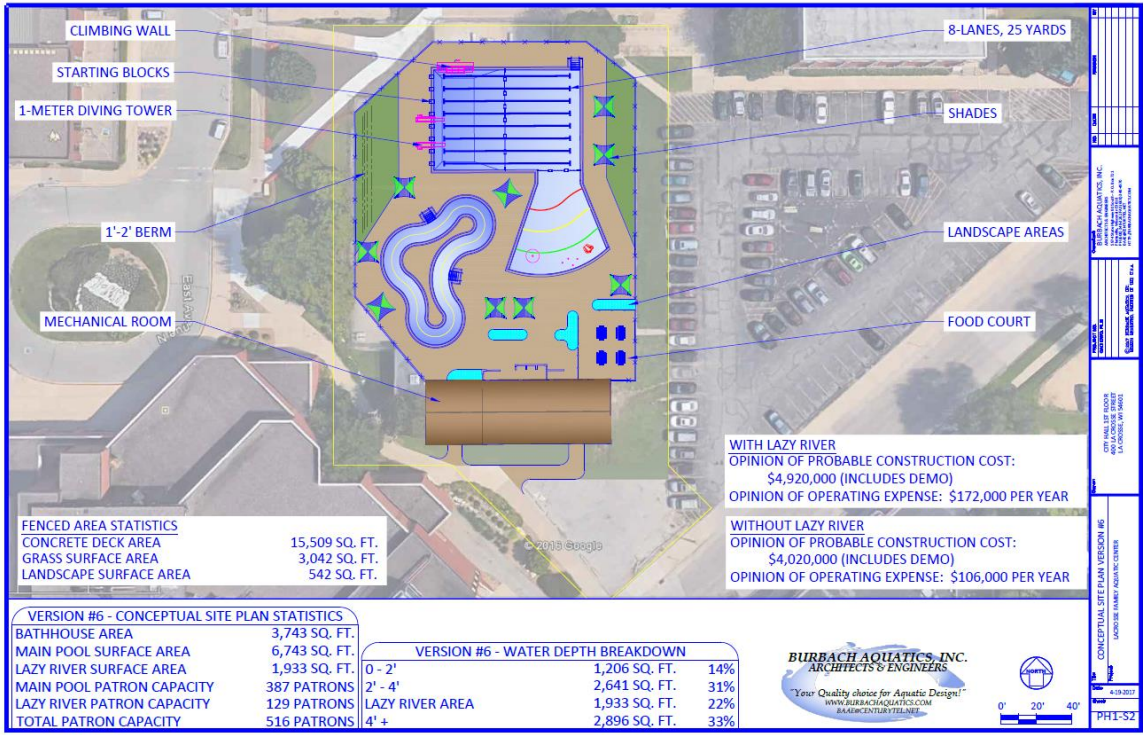 CLIMBING WALL
STARTING BLOCKS
1-METER DIVING TOWER
1'-2' BERM
MECHANICAL ROOM
8-LANES, 25 YARDS
SHADES
LANDSCAPE AREAS
FOOD COURT
East Ave
© 2016 Google
WITH LAZY RIVER
OPINION OF PROBABLE CONSTRUCTION COST:
$4,920,000 (INCLUDES DEMO)
OPINION OF OPERATING EXPENSE: $172,000 PER YEAR
WITHOUT LAZY RIVER
OPINION OF PROBABLE CONSTRUCTION COST:
$4,020,000 (INCLUDES DEMO)
OPINION OF OPERATING EXPENSE: $106,000 PER YEAR
FENCED AREA STATISTICS
CONCRETE DECK AREA 15,509 SQ. FT.
GRASS SURFACE AREA 3,042 SQ. FT.
LANDSCAPE SURFACE AREA 542 SQ. FT.
VERSION #6 - CONCEPTUAL SITE PLAN STATISTICS
BATHHOUSE AREA 3,743 SQ. FT.
MAIN POOL SURFACE AREA 6,743 SQ. FT.
LAZY RIVER SURFACE AREA 1,933 SQ. FT.
MAIN POOL PATRON CAPACITY 387 PATRONS
LAZY RIVER PATRON CAPACITY 129 PATRONS
TOTAL PATRON CAPACITY 516 PATRONS
VERSION #6 - WATER DEPTH BREAKDOWN
0 - 2' 1,206 SQ. FT. 14%
2' - 4' 2,641 SQ. FT. 31%
LAZY RIVER AREA 1,933 SQ. FT. 22%
4' + 2,896 SQ. FT. 33%
BURBACH AQUATICS, INC.
ARCHITECTS & ENGINEERS
"Your Quality choice for Aquatic Design!"
WWW.BURBACHAQUATICS.COM
BAAE@CENTURYTEL.NET
NORTH
0' 20' 40'
BURBACH AQUATICS, INC.
CITY HALL 1ST FLOOR
400 LA CROSSE STREET
LA CROSSE, WI 54601
CONCEPTUAL SITE PLAN VERSION #6
LACROSSE FAMILY AQUATIC CENTER
4-19-2017
PH1-S2